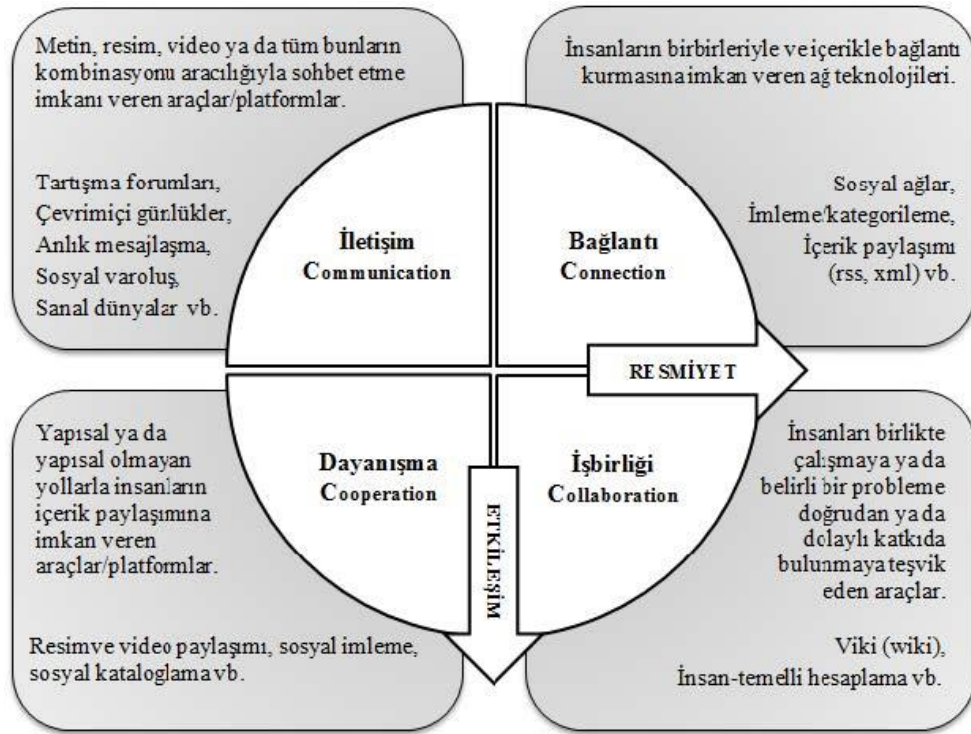 Metin, resim, video ya da tüm bunların
kombinasyonu aracılığıyla sohbet etme
imkanı veren araçlar/platformlar.
Tartışma forumları,
Çevrimiçi günlükler,
Anlık mesajlaşma,
Sosyal varoluş,
Sanal dünyalar vb.
İletişim
Communication
İnsanların birbirleriyle ve içerikle bağlantı
kurmasına imkan veren ağ teknolojileri.
Sosyal ağlar,
İmleme/kategorileme,
İçerik paylaşımı
(rss, xml) vb.
Bağlantı
Connection
RESMİYET
Yapısal ya da
yapısal olmayan
yollarla insanların
içerik paylaşımına
imkan veren
araçlar/platformlar.
Resim ve video paylaşımı, sosyal imleme,
sosyal kataloglama vb.
Dayanışma
Cooperation
ETKİLEŞİM
İşbirliği
Collaboration
İnsanları birlikte
çalışmaya ya da
belirli bir probleme
doğrudan ya da
dolaylı katkıda
bulunmaya teşvik
eden araçlar.
Viki (wiki),
İnsan-temelli hesaplama vb.